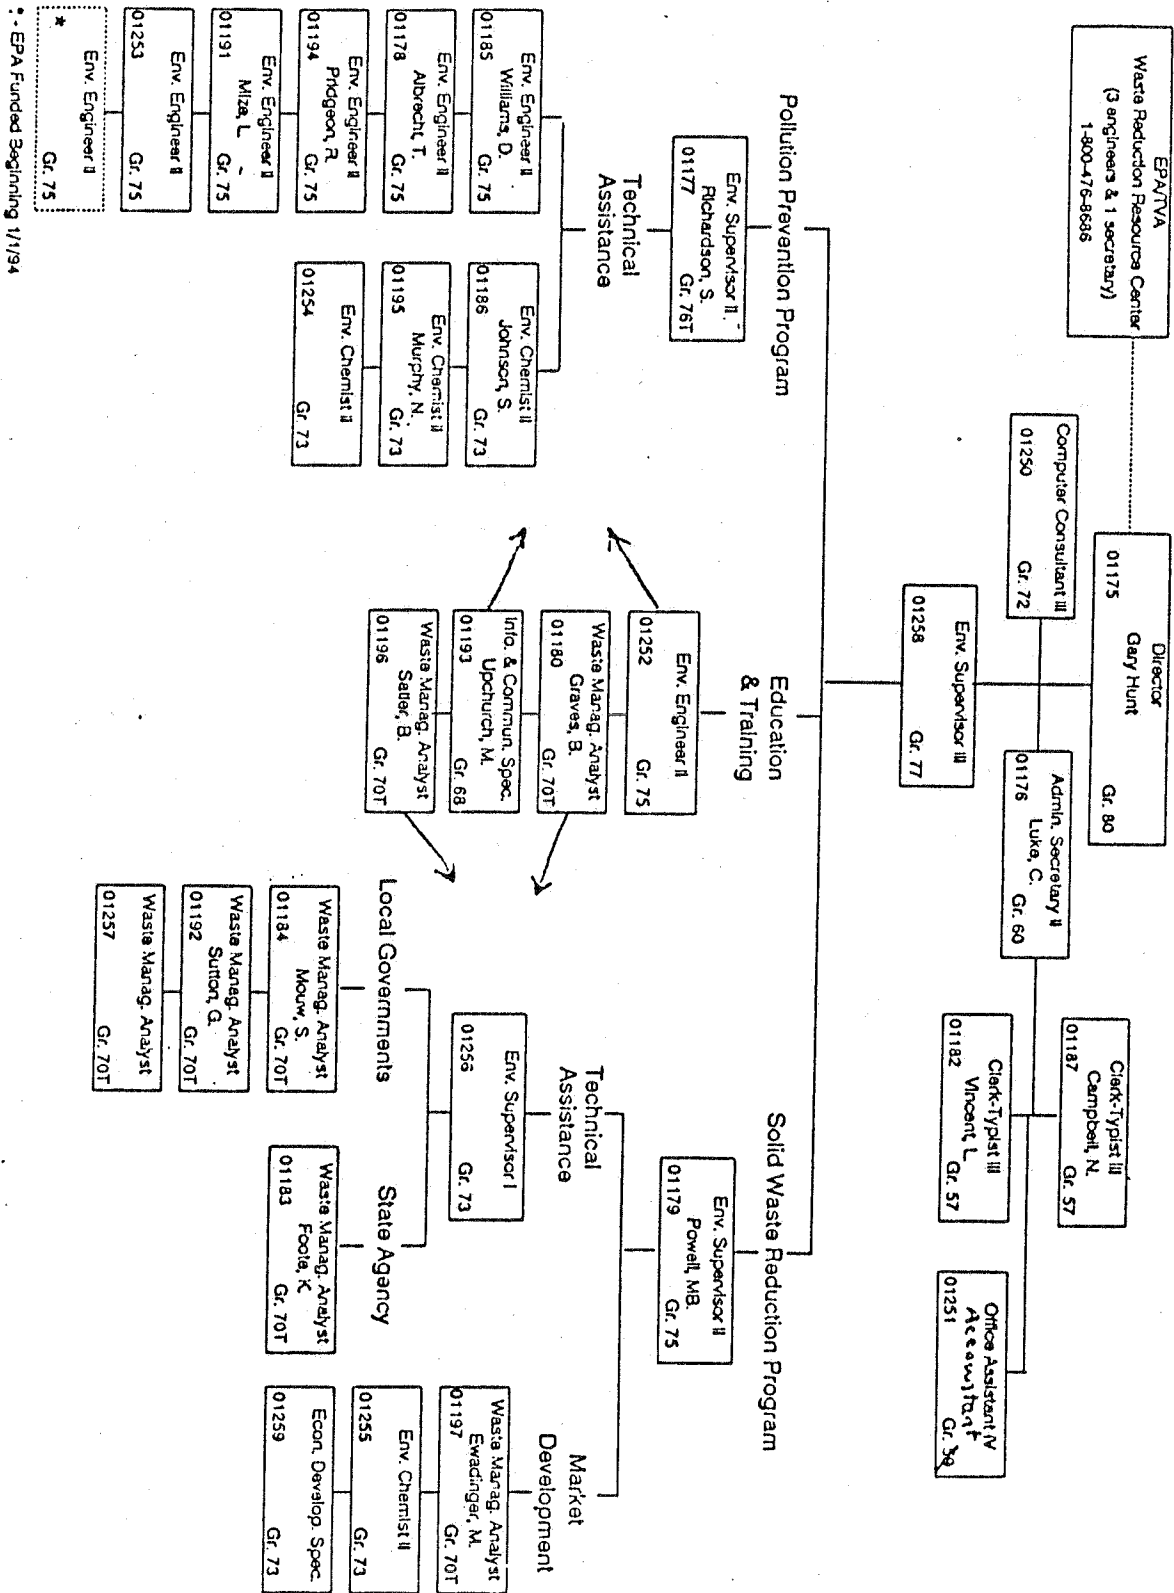 EPA/TVA
Waste Reduction Resource Center
(3 engineers & 1 secretary)
1-800-476-8686
Director
Gary Hunt
01175 Gr. 80
Computer Consultant III
01250 Gr. 72
Admin. Secretary II
Luke, C.
01176 Gr. 60
Clerk-Typist III
Campbell, N.
01187 Gr. 57
Clerk-Typist III
Vincent, L
01182 Gr. 57
Office Assistant IV
Accountant
01251 Gr. 59
Env. Supervisor III
01258 Gr. 77
Pollution Prevention Program
Env. Supervisor II
Richardson, S.
01177 Gr. 76T
Technical
Assistance
Env. Engineer II
Williams, D.
01185 Gr. 75
Env. Engineer II
Albrecht, T.
01178 Gr. 75
Env. Engineer II
Pridgeon, R.
01194 Gr. 75
Env. Engineer II
Mize, L.
01191 Gr. 75
Env. Engineer II
01253 Gr. 75
Env. Engineer II
* Gr. 75
Env. Chemist II
Johnson, S.
01186 Gr. 73
Env. Chemist II
Murphy, N.
01195 Gr. 73
Env. Chemist II
01254 Gr. 73
Education
& Training
Env. Engineer II
01252 Gr. 75
Waste Manag. Analyst
Graves, B.
01180 Gr. 70T
Info. & Commun. Spec.
Upchurch, M.
01193 Gr. 68
Waste Manag. Analyst
Satler, B.
01196 Gr. 70T
Solid Waste Reduction Program
Env. Supervisor II
Powell, MB.
01179 Gr. 75
Technical
Assistance
Env. Supervisor I
01256 Gr. 73
Local Governments
Waste Manag. Analyst
Mouw, S.
01184 Gr. 70T
Waste Manag. Analyst
Sutton, G.
01192 Gr. 70T
Waste Manag. Analyst
01257 Gr. 70T
State Agency
Waste Manag. Analyst
Foote, K
01183 Gr. 70T
Market
Development
Waste Manag. Analyst
Ewadinger, M.
01197 Gr. 70T
Env. Chemist II
01255 Gr. 73
Econ. Develop. Spec.
01259 Gr. 73
* - EPA Funded Beginning 1/1/94